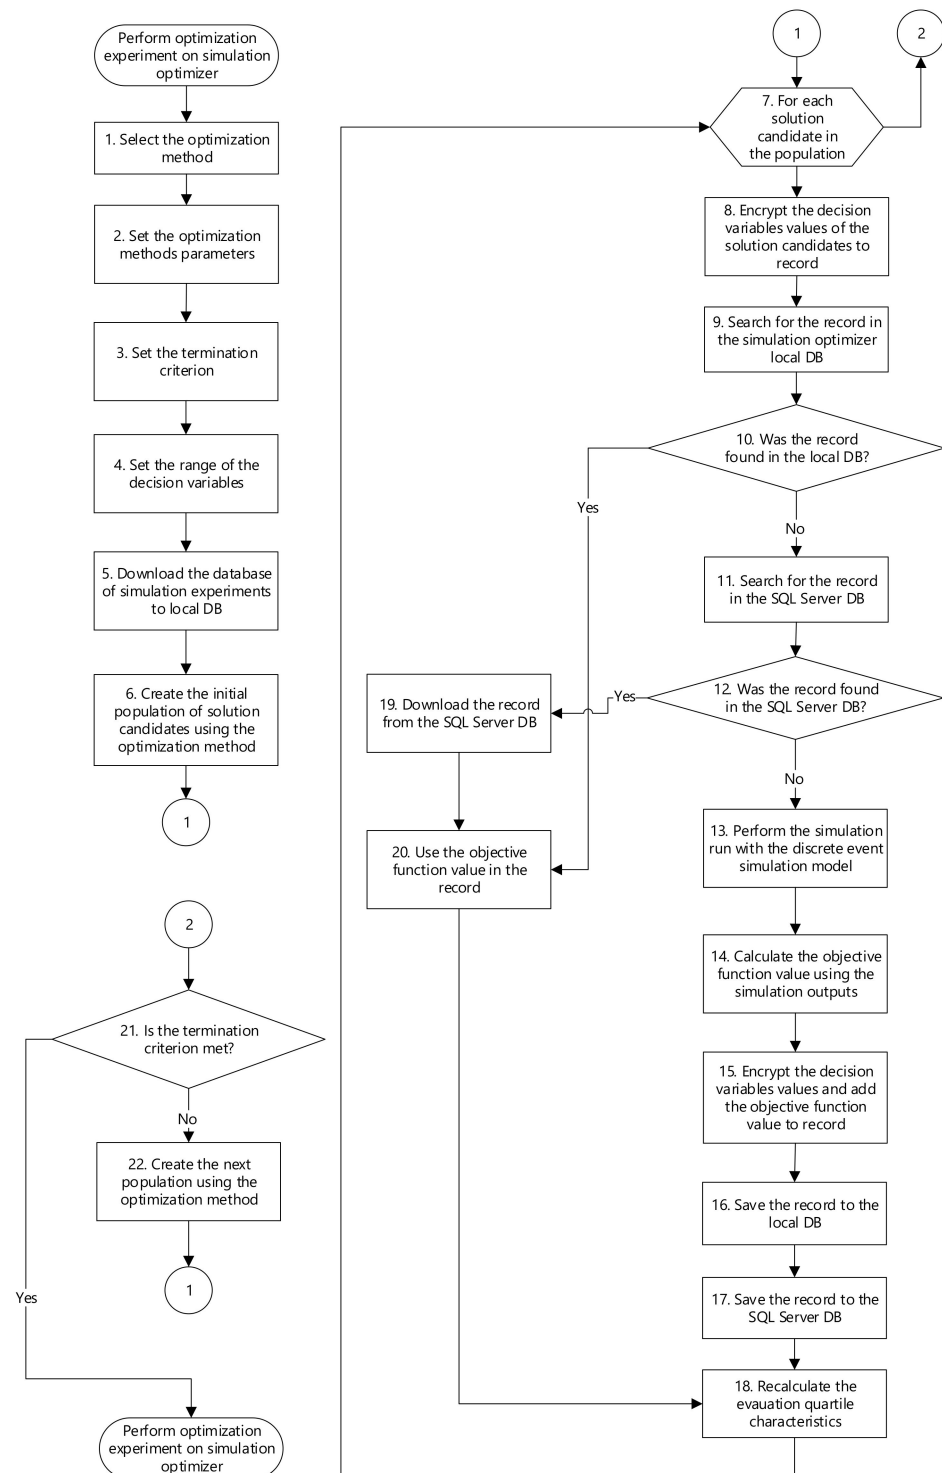 Perform optimization
experiment on simulation
optimizer
1. Select the optimization
method
2. Set the optimization
methods parameters
3. Set the termination
criterion
4. Set the range of the
decision variables
5. Download the database
of simulation experiments
to local DB
6. Create the initial
population of solution
candidates using the
optimization method
1
2
21. Is the termination
criterion met?
No
22. Create the next
population using the
optimization method
1
Yes
Perform optimization
experiment on simulation
optimizer
1
2
7. For each
solution
candidate in
the population
8. Encrypt the decision
variables values of the
solution candidates to
record
9. Search for the record in
the simulation optimizer
local DB
10. Was the record
found in the local DB?
Yes
No
11. Search for the record
in the SQL Server DB
12. Was the record found
in the SQL Server DB?
Yes
No
19. Download the record
from the SQL Server DB
20. Use the objective
function value in the
record
13. Perform the simulation
run with the discrete event
simulation model
14. Calculate the objective
function value using the
simulation outputs
15. Encrypt the decision
variables values and add
the objective function
value to record
16. Save the record to the
local DB
17. Save the record to the
SQL Server DB
18. Recalculate the
evauation quartile
characteristics